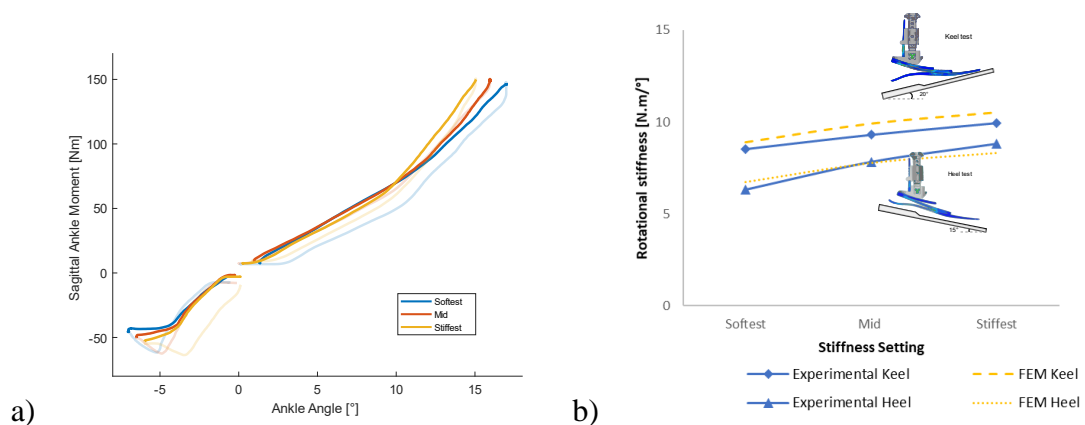 150
100
50
0
-50
Sagittal Ankle Moment [Nm]
-5
0
5
10
15
Ankle Angle [°]
Softest
Mid
Stiffest
a)
15
10
5
0
Rotational stiffness [N.m/°]
Keel test
20°
Heel test
15°
Softest
Mid
Stiffest
Stiffness Setting
Experimental Keel
FEM Keel
Experimental Heel
FEM Heel
b)